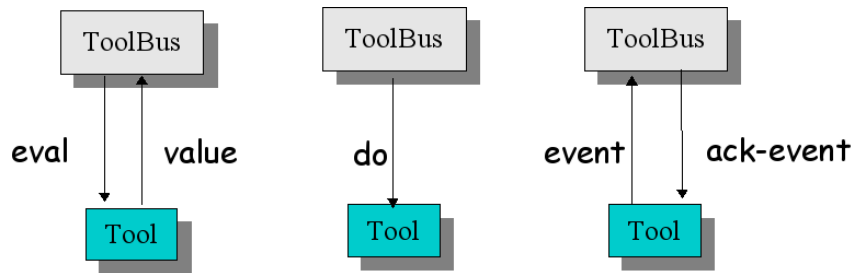 ToolBus
ToolBus
ToolBus
eval
value
do
event
ack-event
Tool
Tool
Tool